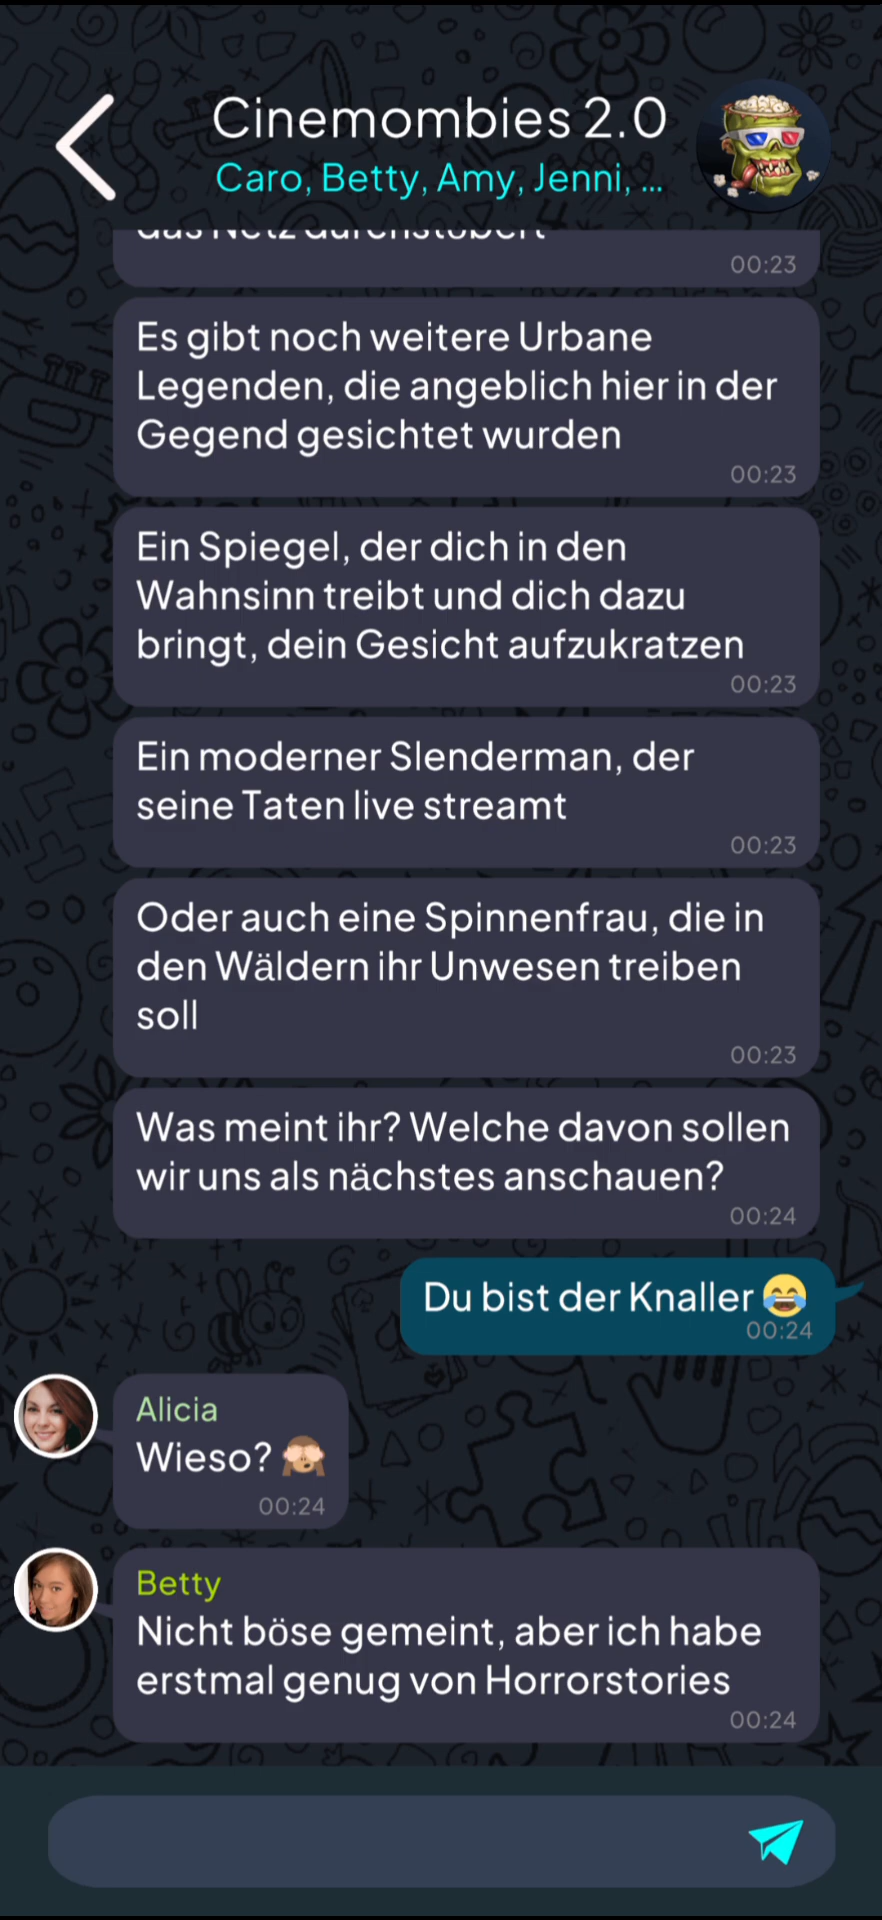 Cinemombies 2.0
Caro, Betty, Amy, Jenni, ...
das Netz durchstöbert
00:23
Es gibt noch weitere Urbane
Legenden, die angeblich hier in der
Gegend gesichtet wurden
00:23
Ein Spiegel, der dich in den
Wahnsinn treibt und dich dazu
bringt, dein Gesicht aufzukratzen
00:23
Ein moderner Slenderman, der
seine Taten live streamt
00:23
Oder auch eine Spinnenfrau, die in
den Wäldern ihr Unwesen treiben
soll
00:23
Was meint ihr? Welche davon sollen
wir uns als nächstes anschauen?
00:24
Du bist der Knaller 😂
00:24
Alicia
Wieso? 🙈
00:24
Betty
Nicht böse gemeint, aber ich habe
erstmal genug von Horrorstories
00:24